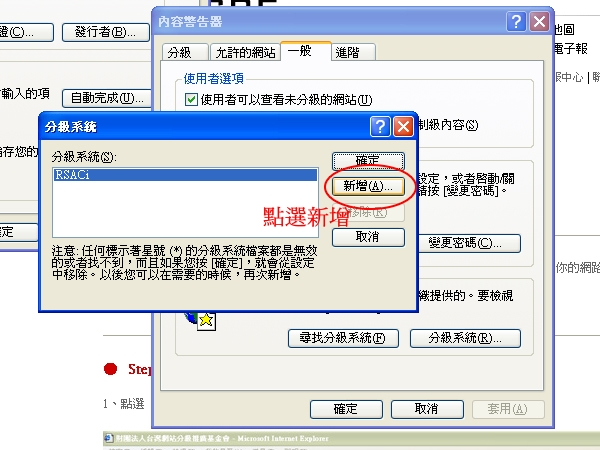 內容警告器
分級
允許的網站
一般
進階
地圖
電子報
發行者(B)...
使用者選項
使用者可以查看未分級的網站(U)
輸入的項
自動完成(U)...
分級系統
制級內容(S)
儲存您的
分級系統(S):
RSACi
確定
新增(A)...
移除(R)
取消
點選新增
設定，或者啟動/關
請按 [變更密碼]。
變更密碼(C)...
確定
注意: 任何標示著星號 (*) 的分級系統檔案都是無效
的或者找不到，而且如果您按 [確定]，就會從設定
中移除。以後您可以在需要的時候，再次新增。
你的網路
織提供的。要檢視
尋找分級系統(F)
分級系統(R)...
Step
1、點選
確定
取消
套用(A)
財團法人台灣網站分級推廣基金會 - Microsoft Internet Explorer